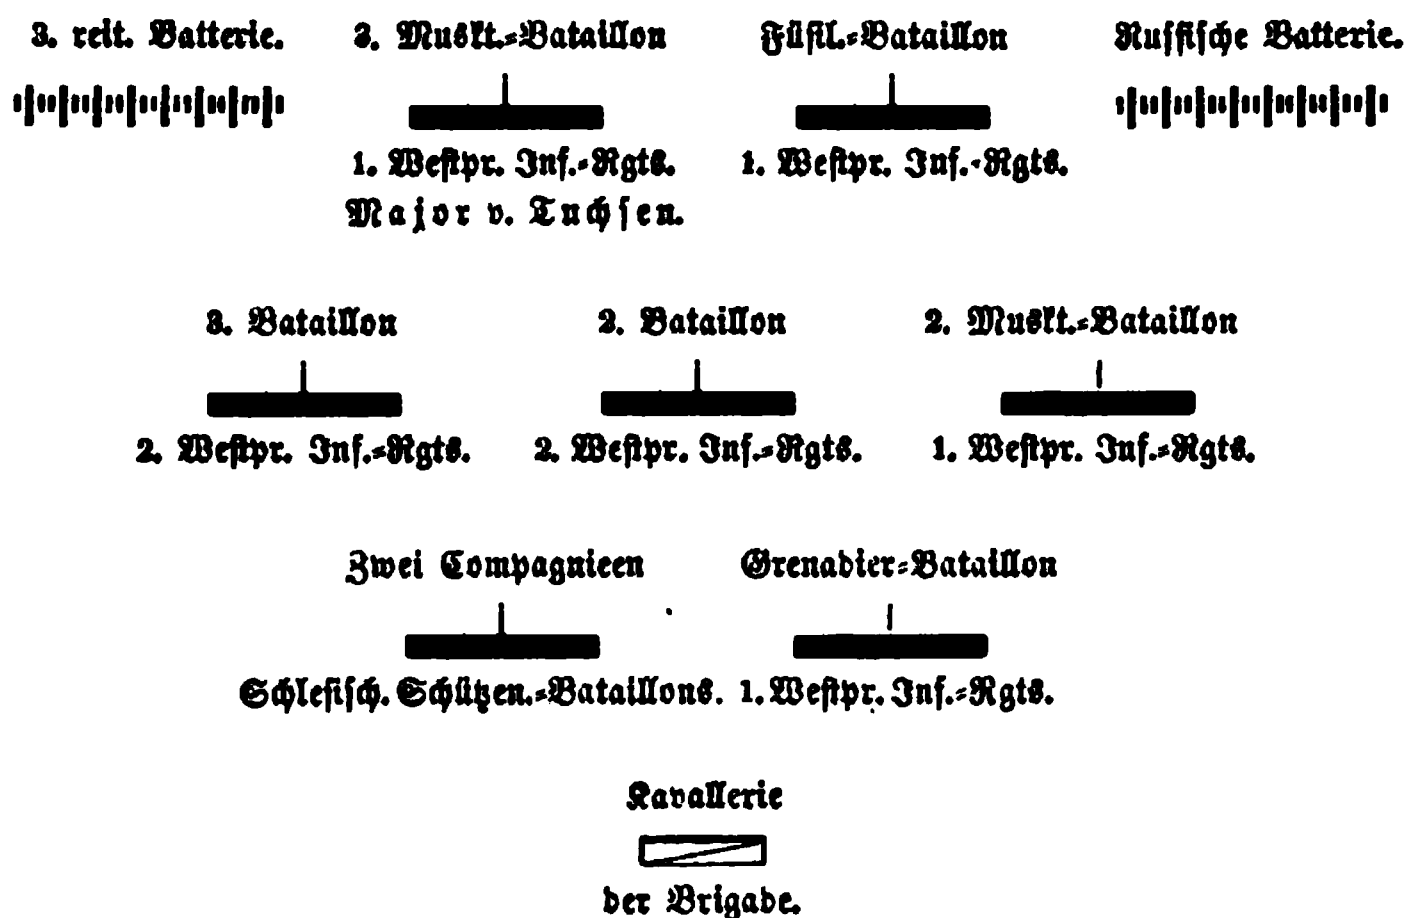 3. reit. Batterie.
3. Muskt.-Bataillon
Füsil.-Bataillon
Russische Batterie.
1. Westpr. Inf.-Rgts.
Major v. Tuchsen.
1. Westpr. Inf.-Rgts.
3. Bataillon
2. Bataillon
2. Muskt.-Bataillon
2. Westpr. Inf.-Rgts.
2. Westpr. Inf.-Rgts.
1. Westpr. Inf.-Rgts.
Zwei Compagnieen
Grenadier-Bataillon
Schlesisch. Schützen.-Bataillons.
1. Westpr. Inf.-Rgts.
Kavallerie
der Brigade.